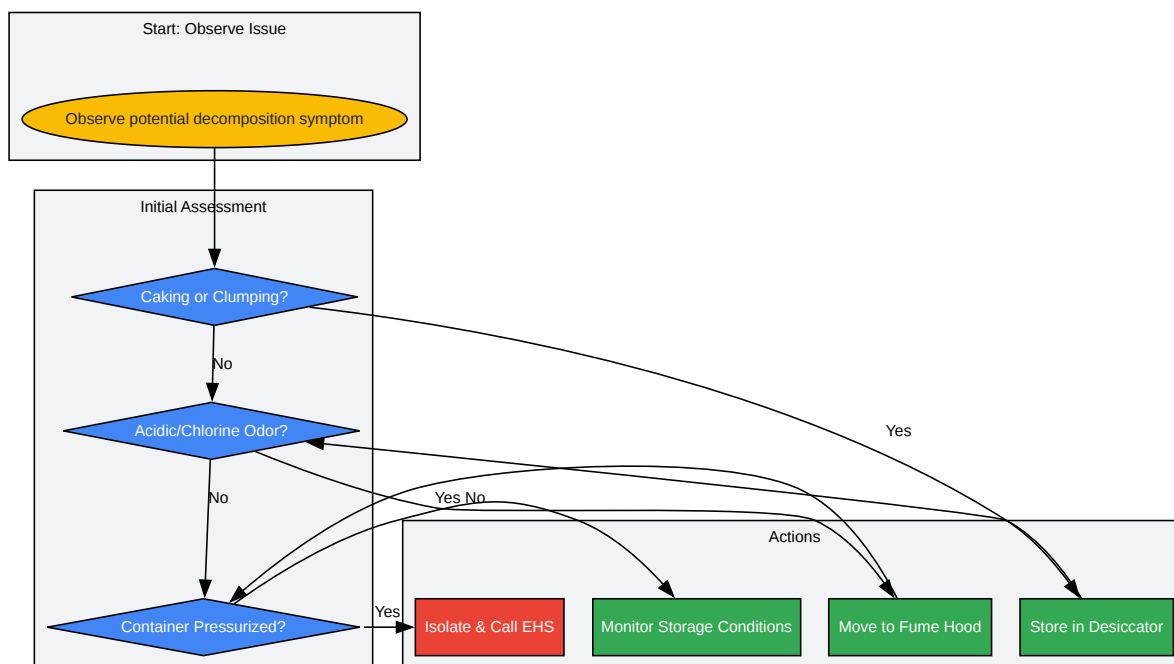 Start: Observe Issue
Observe potential decomposition symptom
Initial Assessment
Caking or Clumping?
No
Acidic/Chlorine Odor?
Yes
No
Yes No
Actions
Yes
Container Pressurized?
Isolate & Call EHS
Monitor Storage Conditions
Move to Fume Hood
Store in Desiccator